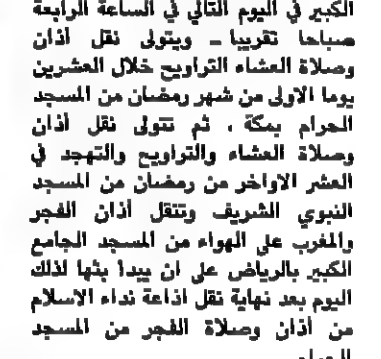 الكبير في اليوم التالي في الساعة الرابعة
صباحا تقريبا ـ ويتولى نقل أذان
وصلاة العشاء التراويح خلال العشرين
يوما الاولى من شهر رمضان من المسجد
الحرام بمكة ، ثم تتولى نقل أذان
وصلاة العشاء والتراويح والتهجد في
العشر الاواخر من رمضان من المسجد
النبوي الشريف وتنقل أذان الفجر
والمغرب على الهواء من المسجد الجامع
الكبير بالرياض على ان يبدا بثها لذلك
اليوم بعد نهاية نقل اذاعة نداء الاسلام
من أذان وصلاة الفجر من المسجد